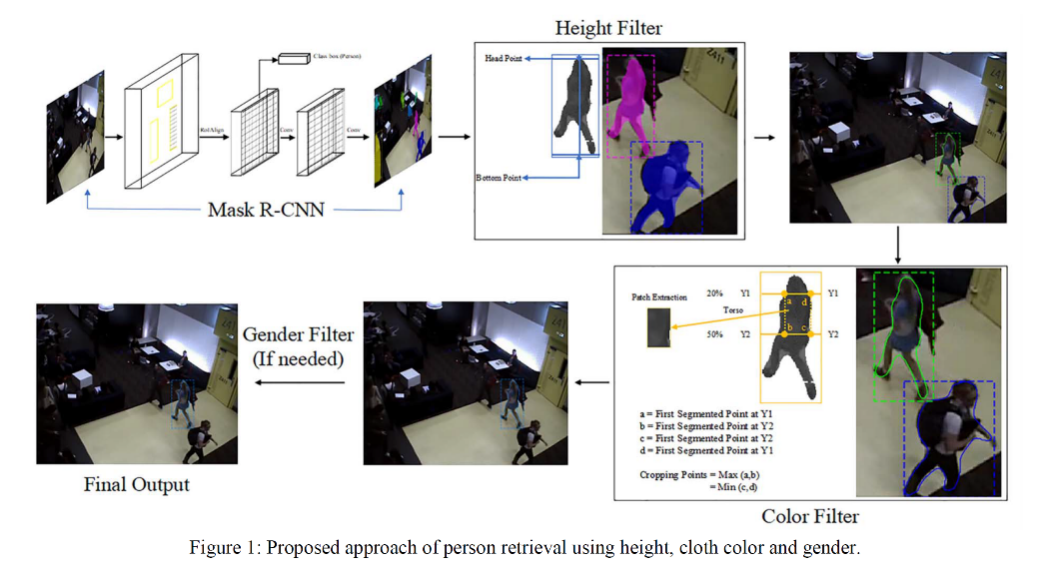 Height Filter
Class box (Person)
Head Point
RoIAlign
Conv
Conv
Bottom Point
Mask R-CNN
Patch Extraction
20%
Y1
a
d
Y1
Torso
50%
Y2
b
c
Y2
a = First Segmented Point at Y1
b = First Segmented Point at Y2
c = First Segmented Point at Y2
d = First Segmented Point at Y1
Cropping Points = Max (a,b)
= Min (c,d)
Color Filter
Gender Filter
(If needed)
Final Output
Figure 1: Proposed approach of person retrieval using height, cloth color and gender.